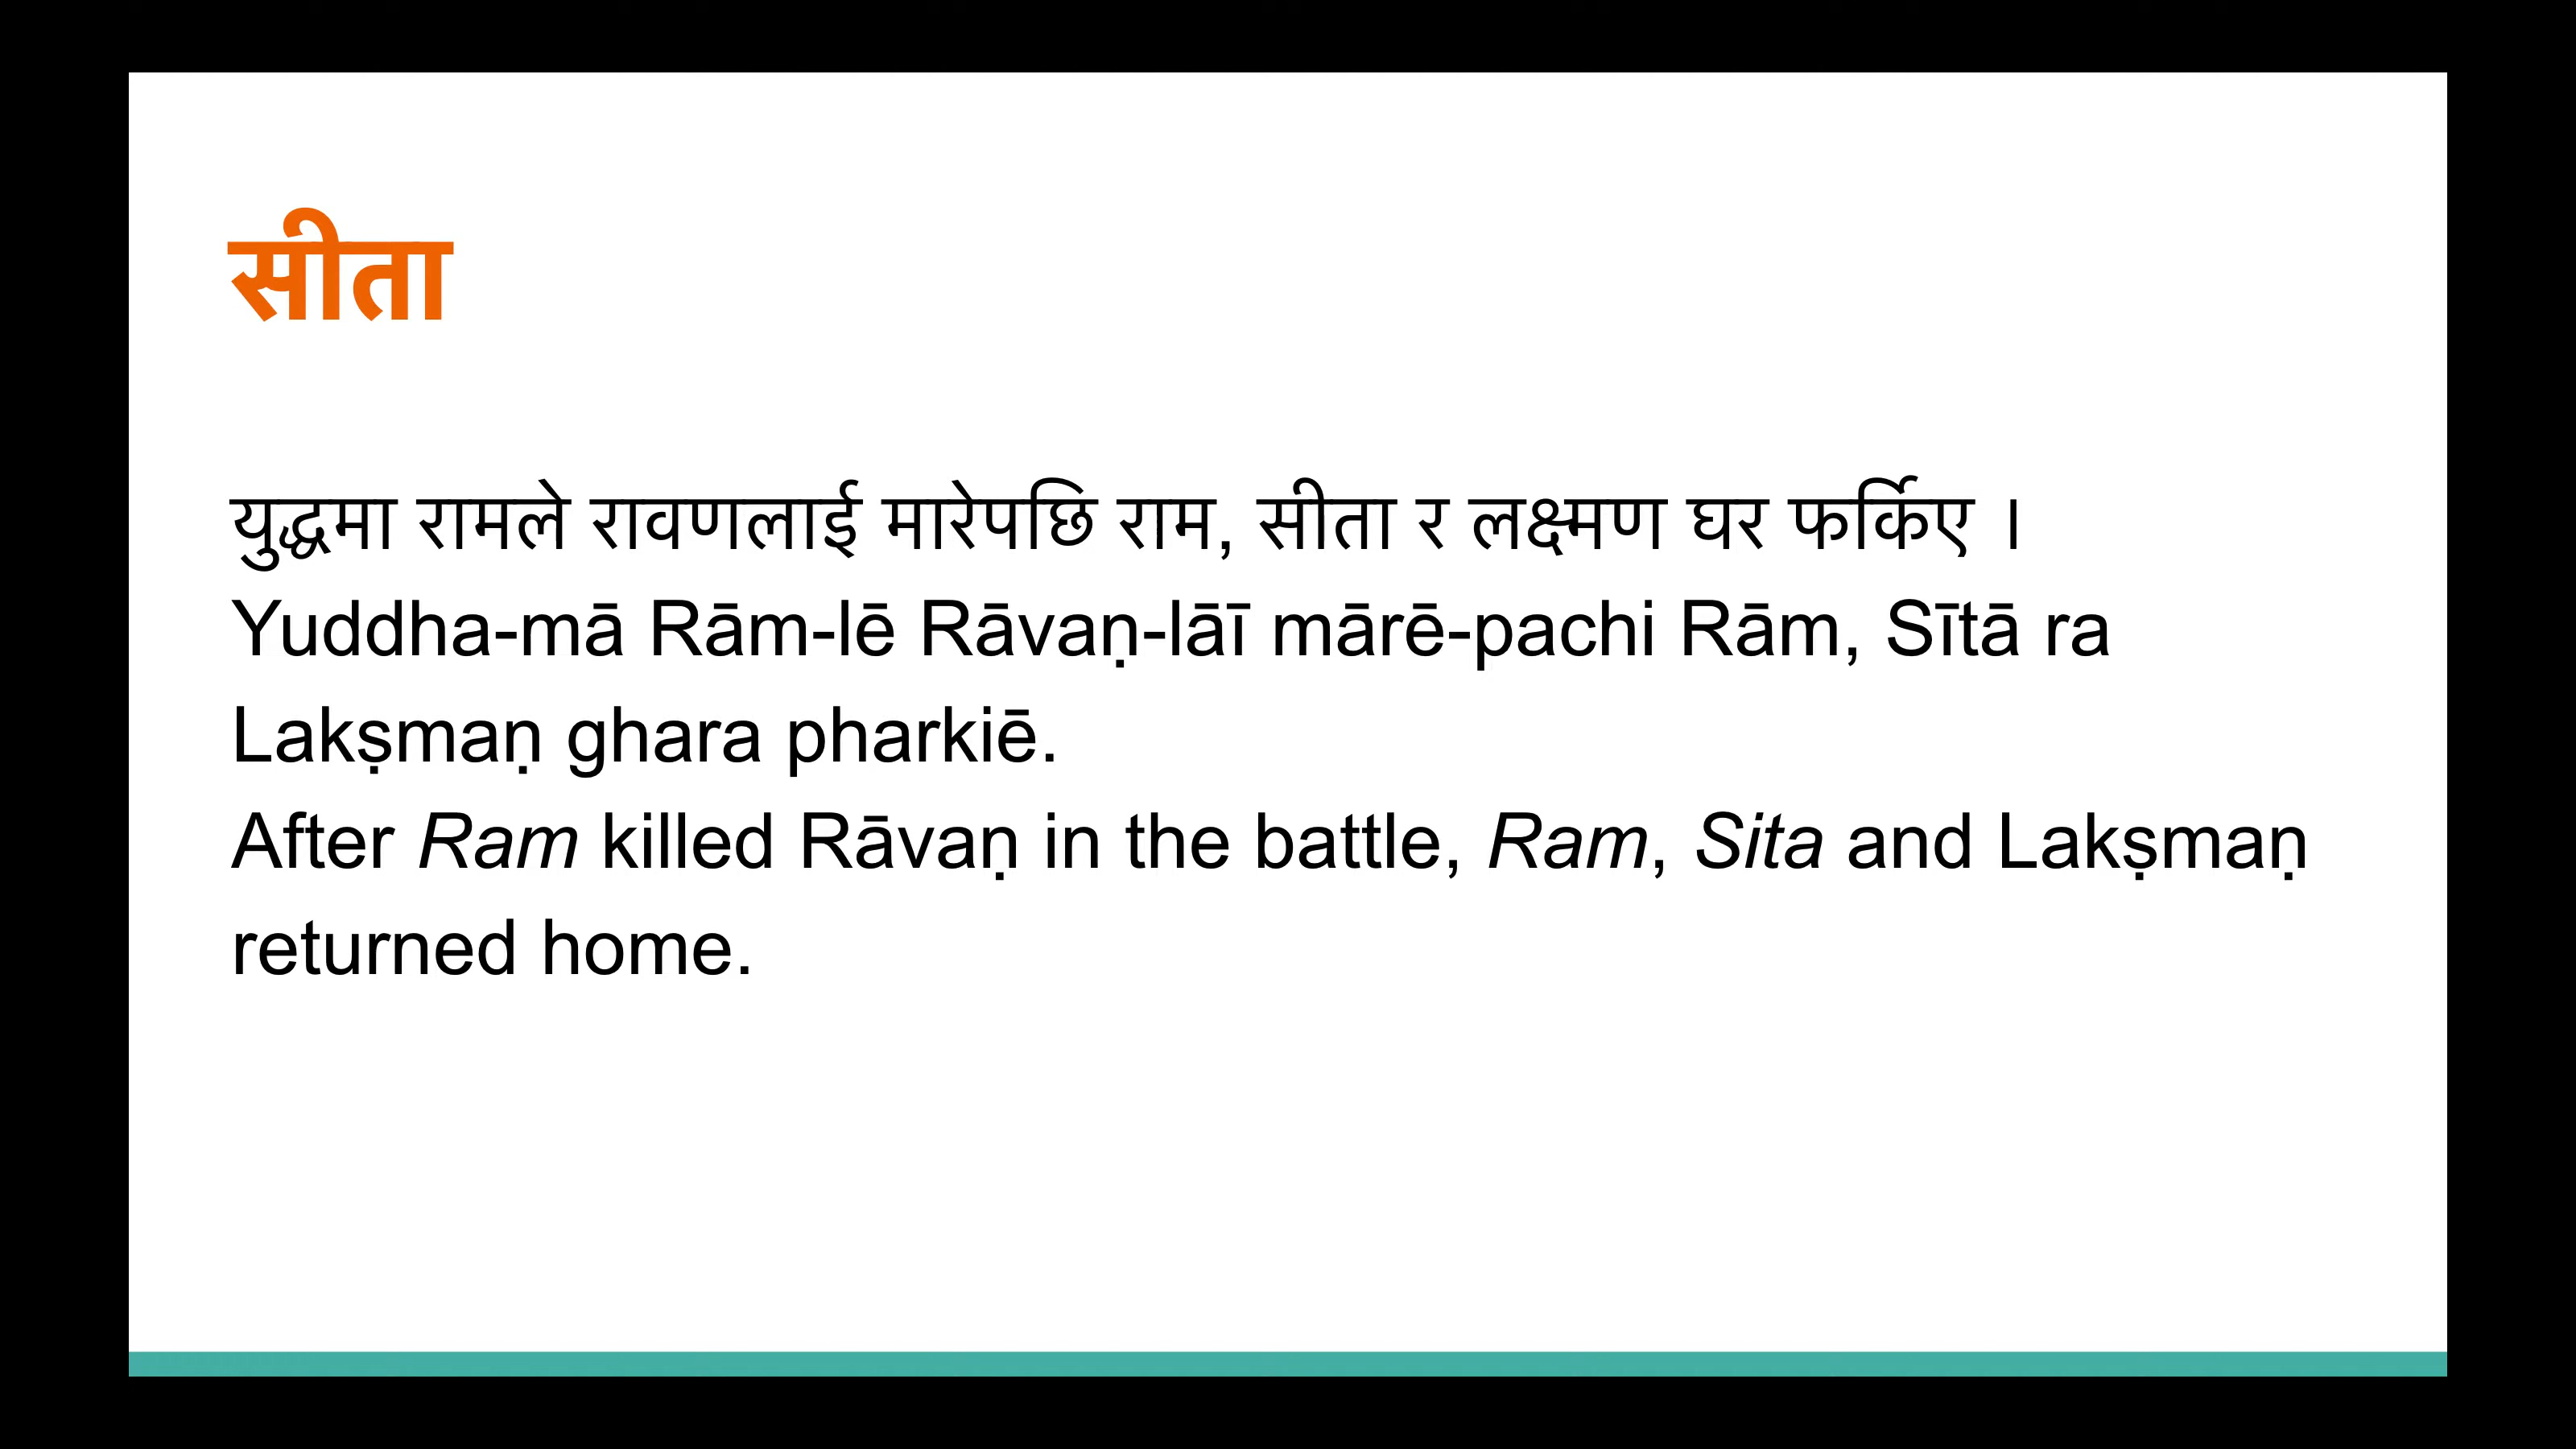 सीता
युद्धमा रामले रावणलाई मारेपछि राम, सीता र लक्ष्मण घर फर्किए ।
Yuddha-mā Rām-lē Rāvaṇ-lāī mārē-pachi Rām, Sītā ra
Lakṣmaṇ ghara pharkiē.
After Ram killed Rāvaṇ in the battle, Ram, Sita and Lakṣmaṇ
returned home.